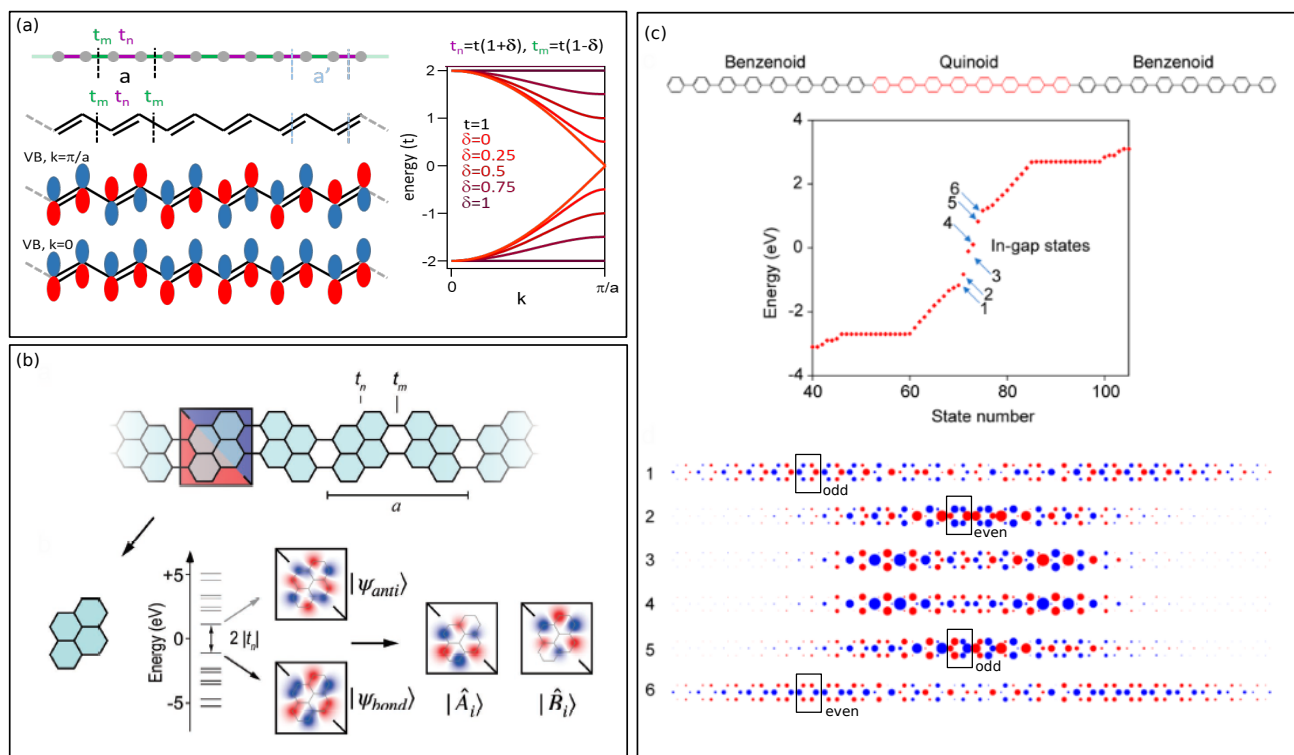 (a)
t_m t_n
a
a'
t_m t_n t_m
VB, k=π/a
VB, k=0
t_n=t(1+δ), t_m=t(1-δ)
energy (t)
2
1
0
-1
-2
t=1
δ=0
δ=0.25
δ=0.5
δ=0.75
δ=1
0
k
π/a
(b)
t_n
t_m
a
Energy (eV)
+5
0
-5
2 |t_n|
|ψ_anti⟩
|ψ_bond⟩
|Â_i⟩
|B̂_i⟩
(c)
Benzenoid Quinoid Benzenoid
Energy (eV)
4
2
0
-2
-4
6
5
4
In-gap states
3
2
1
40 60 80 100
State number
1
odd
2
even
3
4
5
odd
6
even